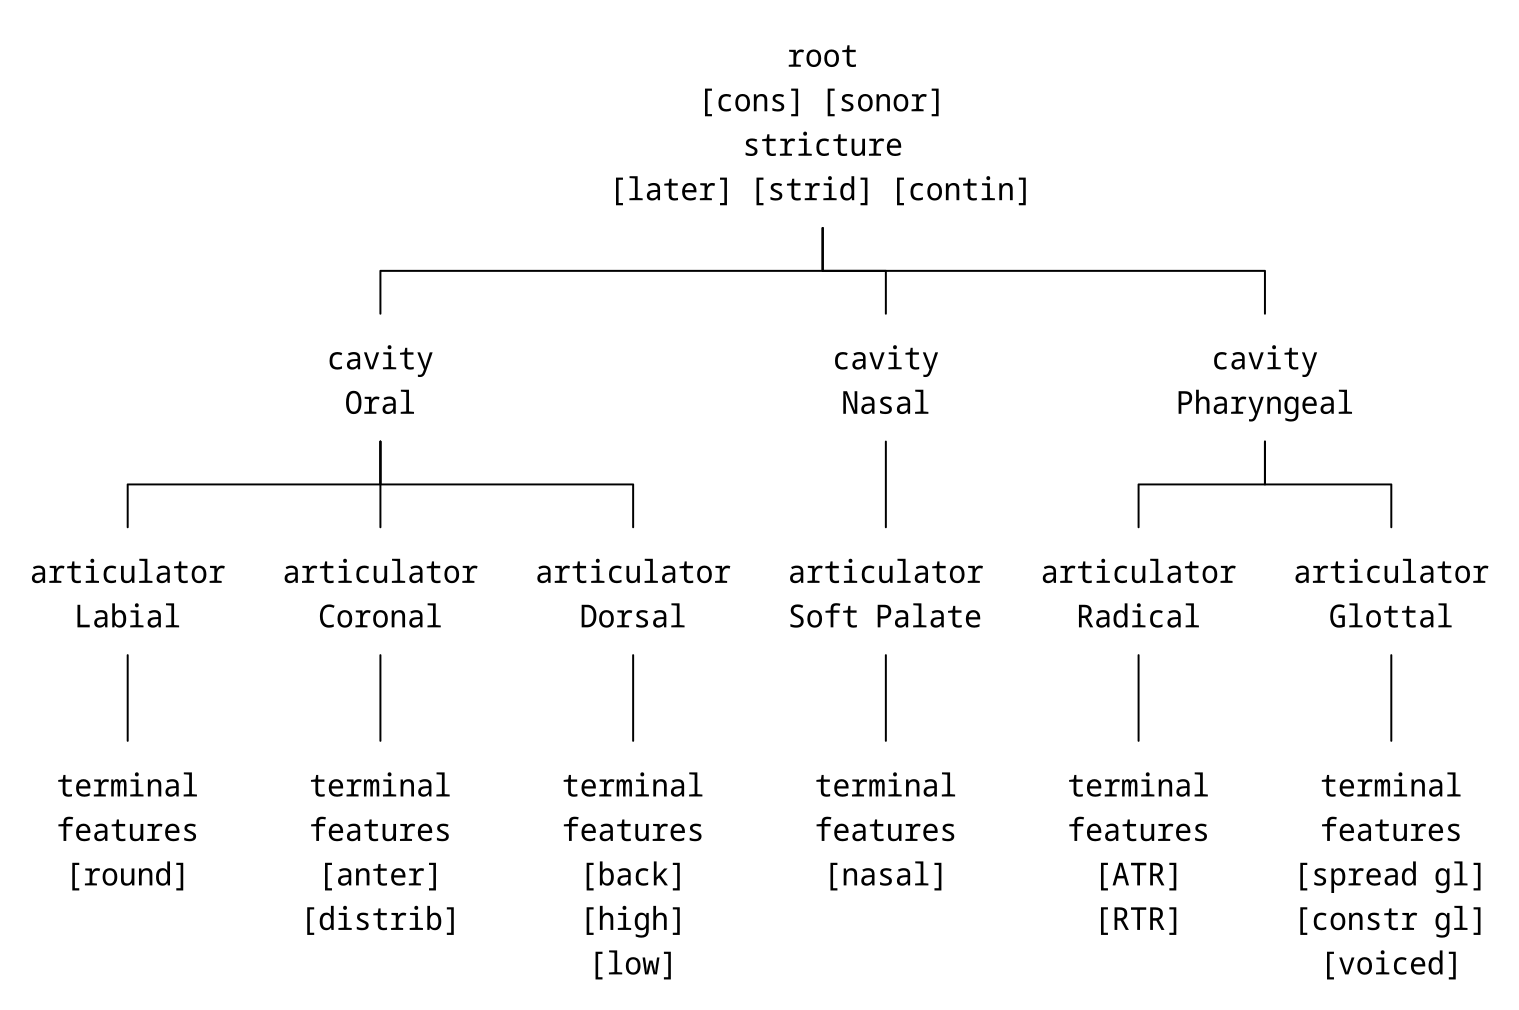 root
[cons] [sonor]
stricture
[later] [strid] [contin]
cavity
Oral
cavity
Nasal
cavity
Pharyngeal
articulator
Labial
articulator
Coronal
articulator
Dorsal
articulator
Soft Palate
articulator
Radical
articulator
Glottal
terminal
features
[round]
terminal
features
[anter]
[distrib]
terminal
features
[back]
[high]
[low]
terminal
features
[nasal]
terminal
features
[ATR]
[RTR]
terminal
features
[spread gl]
[constr gl]
[voiced]